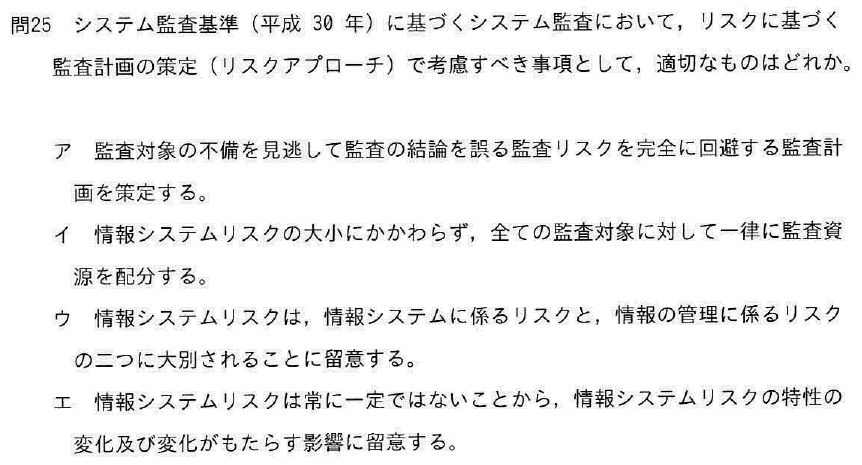 問25 システム監査基準（平成 30 年）に基づくシステム監査において，リスクに基づく
監査計画の策定（リスクアプローチ）で考慮すべき事項として，適切なものはどれか。
ア 監査対象の不備を見逃して監査の結論を誤る監査リスクを完全に回避する監査計
画を策定する。
イ 情報システムリスクの大小にかかわらず，全ての監査対象に対して一律に監査資
源を配分する。
ウ 情報システムリスクは，情報システムに係るリスクと，情報の管理に係るリスク
の二つに大別されることに留意する。
エ 情報システムリスクは常に一定ではないことから，情報システムリスクの特性の
変化及び変化がもたらす影響に留意する。